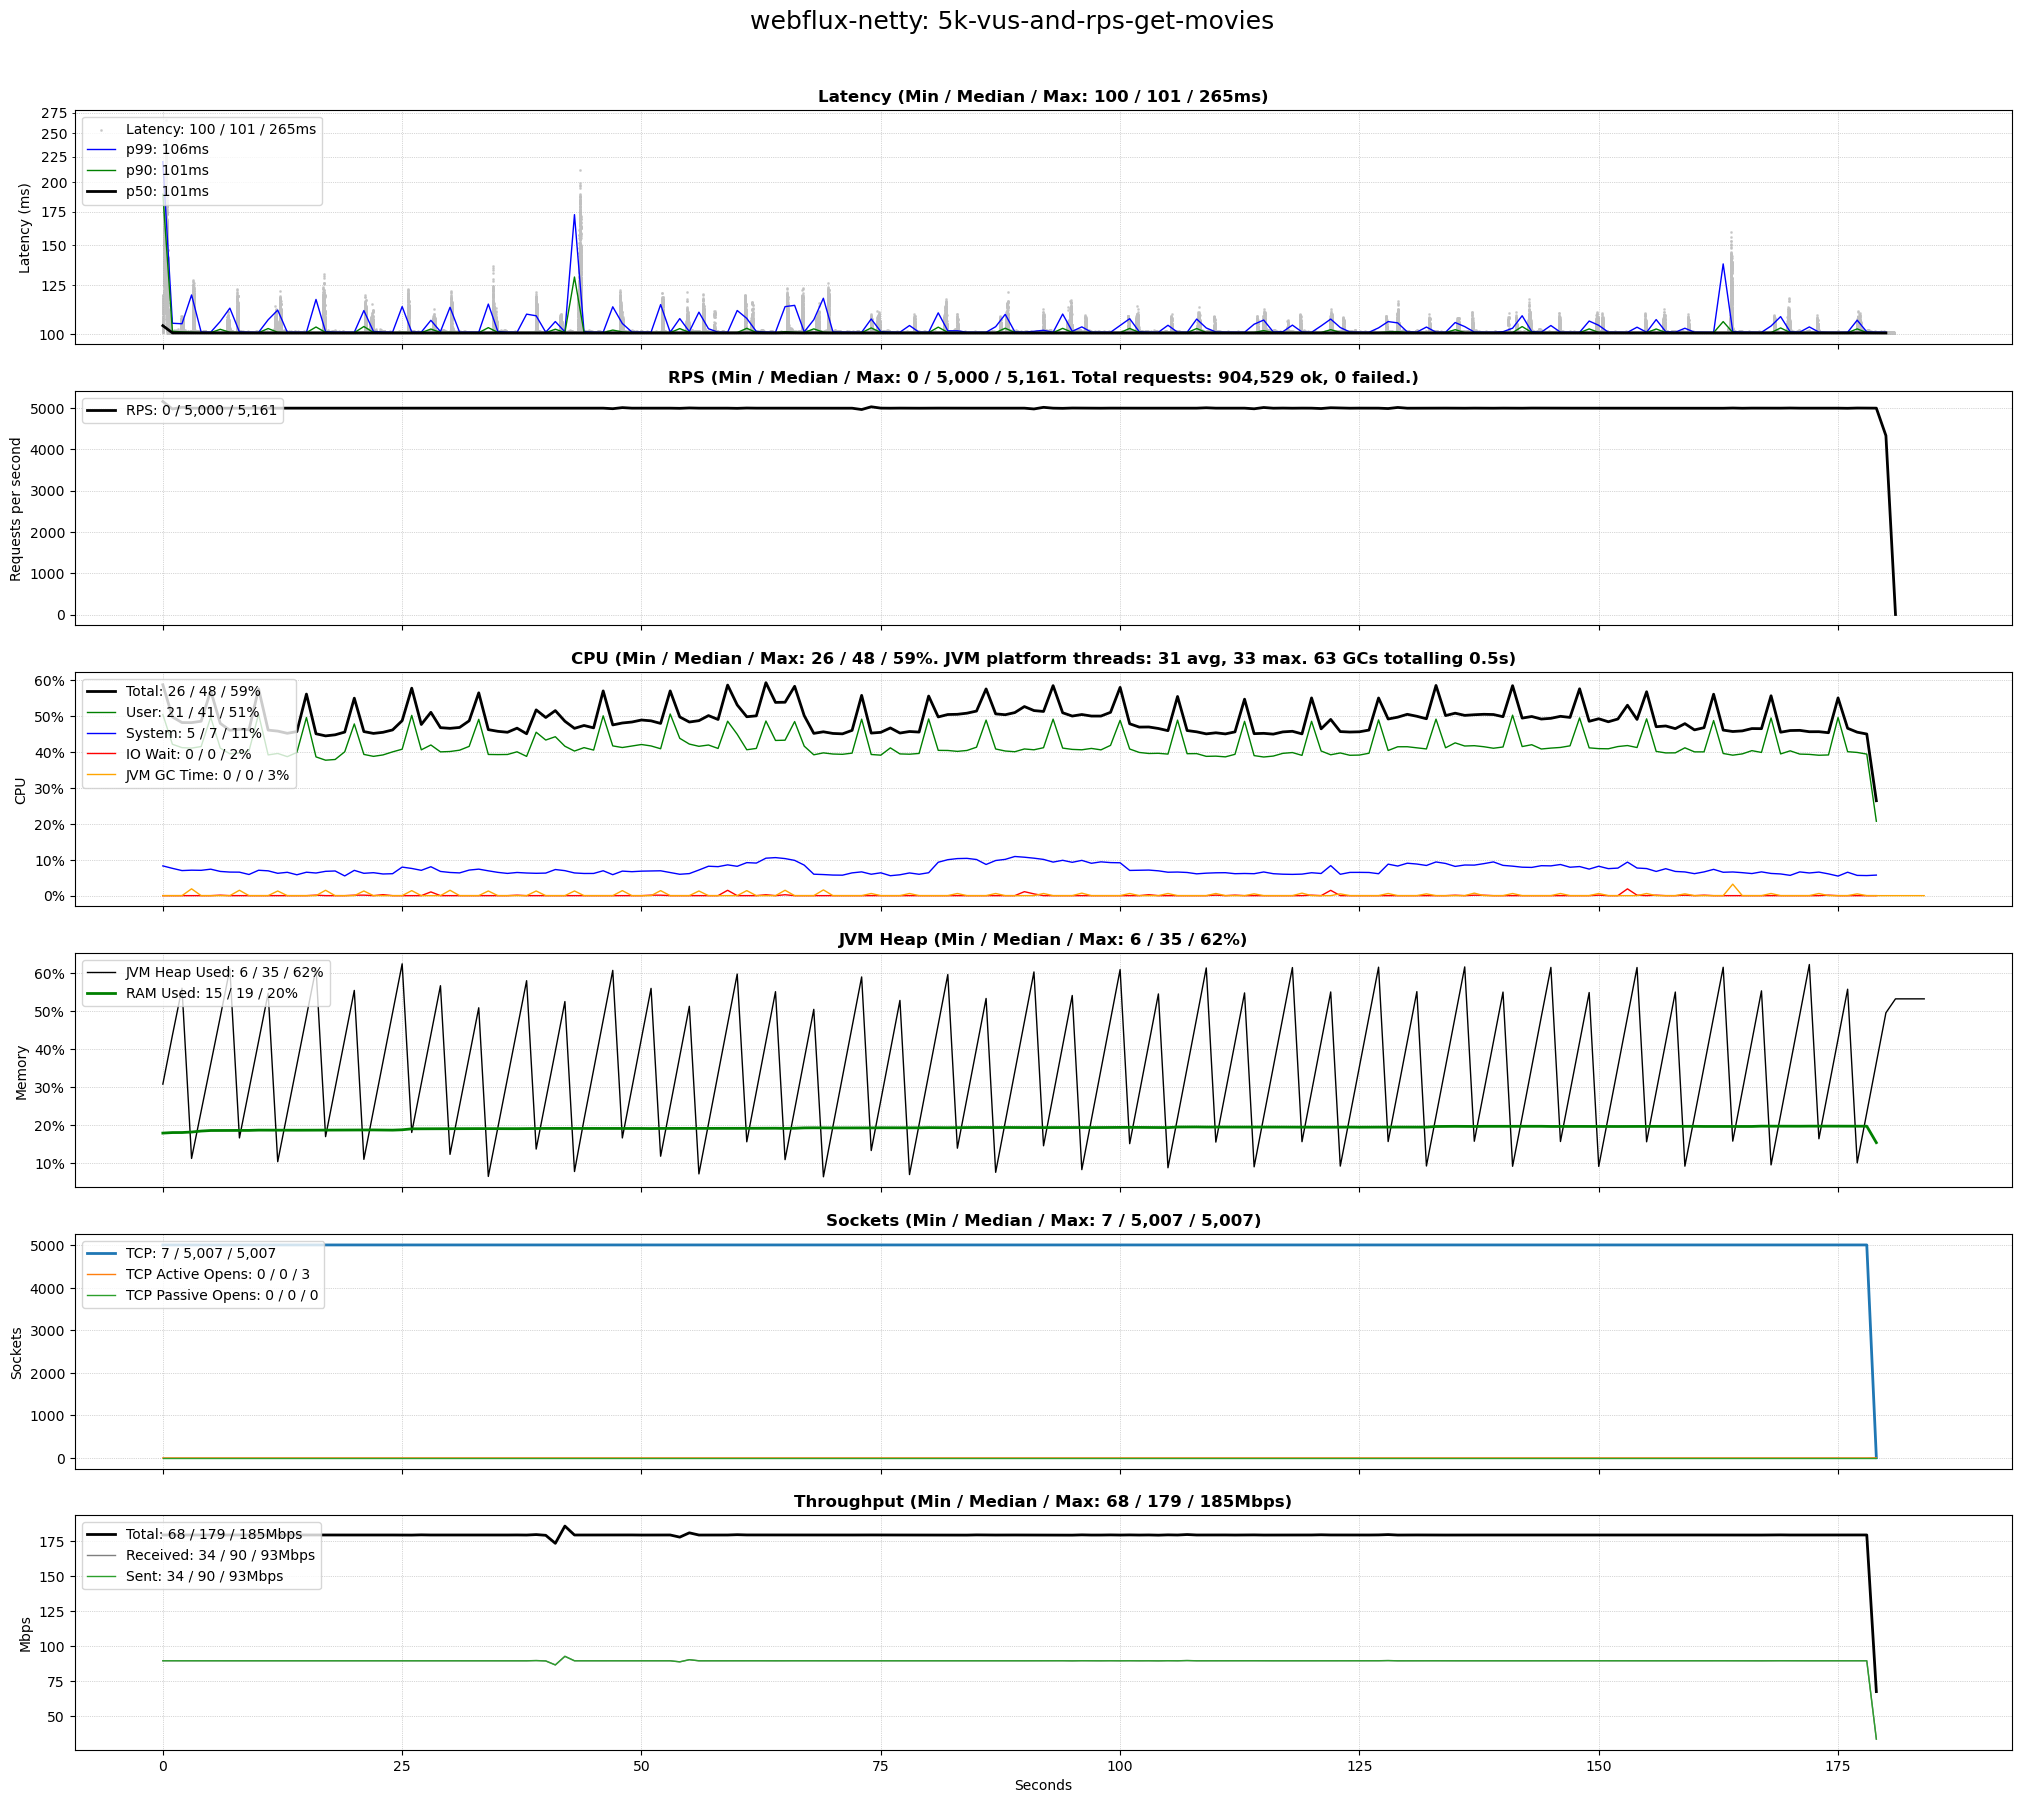 webflux-netty: 5k-vus-and-rps-get-movies
Latency (Min / Median / Max: 100 / 101 / 265ms)
Latency (ms)
275
250
225
200
175
150
125
100
Latency: 100 / 101 / 265ms
p99: 106ms
p90: 101ms
p50: 101ms
RPS (Min / Median / Max: 0 / 5,000 / 5,161. Total requests: 904,529 ok, 0 failed.)
Requests per second
5000
4000
3000
2000
1000
0
RPS: 0 / 5,000 / 5,161
CPU (Min / Median / Max: 26 / 48 / 59%. JVM platform threads: 31 avg, 33 max. 63 GCs totalling 0.5s)
CPU
60%
50%
40%
30%
20%
10%
0%
Total: 26 / 48 / 59%
User: 21 / 41 / 51%
System: 5 / 7 / 11%
IO Wait: 0 / 0 / 2%
JVM GC Time: 0 / 0 / 3%
JVM Heap (Min / Median / Max: 6 / 35 / 62%)
Memory
60%
50%
40%
30%
20%
10%
JVM Heap Used: 6 / 35 / 62%
RAM Used: 15 / 19 / 20%
Sockets (Min / Median / Max: 7 / 5,007 / 5,007)
Sockets
5000
4000
3000
2000
1000
0
TCP: 7 / 5,007 / 5,007
TCP Active Opens: 0 / 0 / 3
TCP Passive Opens: 0 / 0 / 0
Throughput (Min / Median / Max: 68 / 179 / 185Mbps)
Mbps
175
150
125
100
75
50
Total: 68 / 179 / 185Mbps
Received: 34 / 90 / 93Mbps
Sent: 34 / 90 / 93Mbps
0 25 50 75 100 125 150 175
Seconds